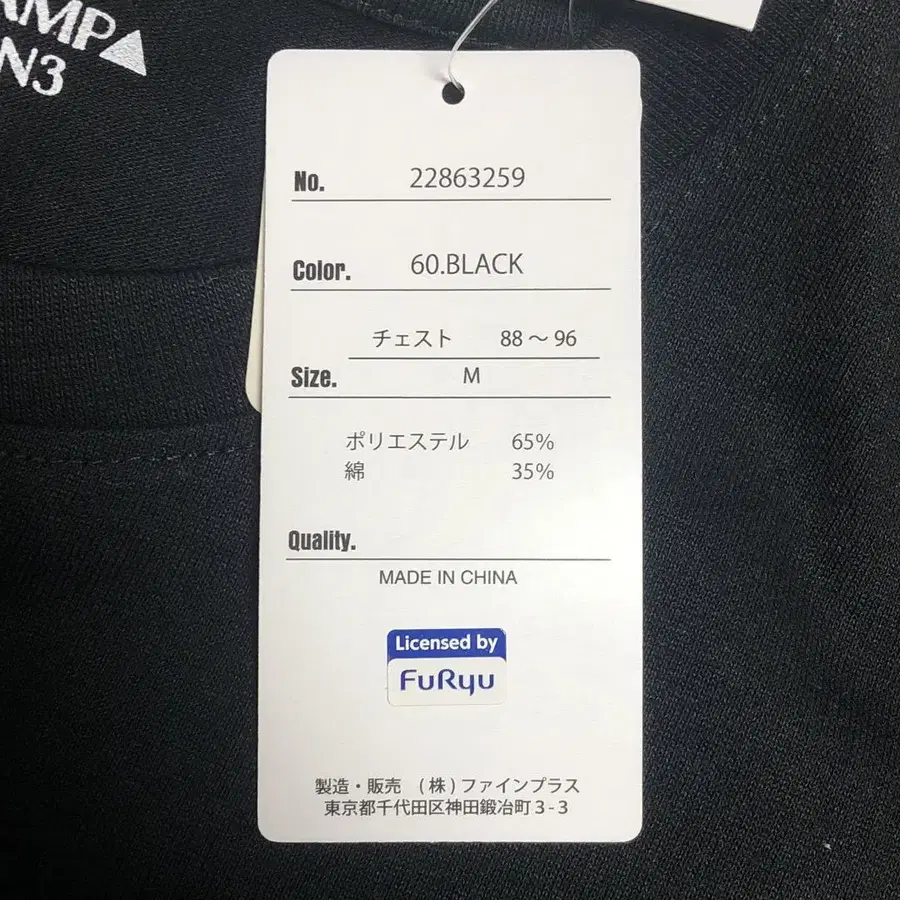 AMP▲
N3
No. 22863259
Color. 60.BLACK
チェスト 88～96
Size. M
ポリエステル 65%
綿 35%
Quality.
MADE IN CHINA
Licensed by
FuRyu
製造・販売 (株)ファインプラス
東京都千代田区神田鍛冶町3-3